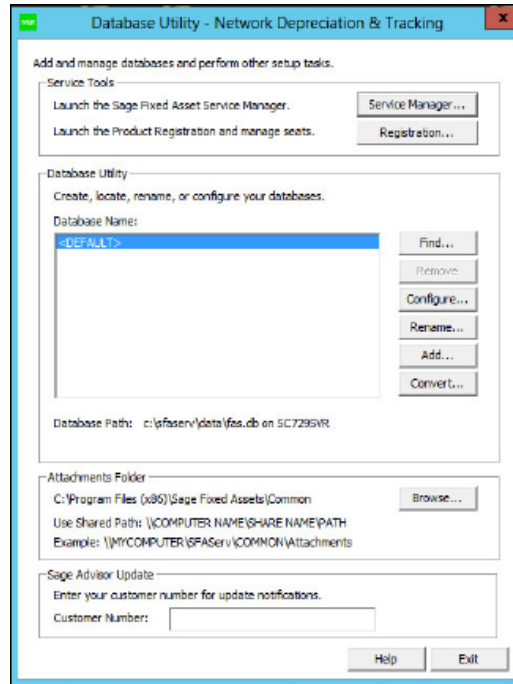 sage
Database Utility - Network Depreciation & Tracking
x
Add and manage databases and perform other setup tasks.
Service Tools
Launch the Sage Fixed Asset Service Manager.
Service Manager...
Launch the Product Registration and manage seats.
Registration...
Database Utility
Create, locate, rename, or configure your databases.
Database Name:
<DEFAULT>
Find...
Remove
Configure...
Rename...
Add...
Convert...
Database Path: c:\sfaserv\data\fas.db on SC729SVR
Attachments Folder
C:\Program Files (x86)\Sage Fixed Assets\Common
Browse...
Use Shared Path: \\COMPUTER NAME\SHARE NAME\PATH
Example: \\MYCOMPUTER\SFAServ\COMMON\Attachments
Sage Advisor Update
Enter your customer number for update notifications.
Customer Number:
Help
Exit